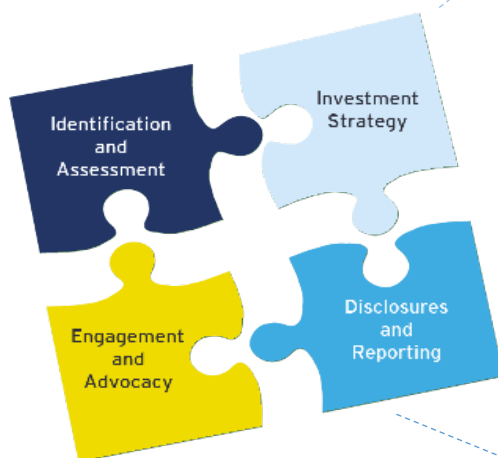 Identification
and
Assessment
Investment
Strategy
Engagement
and
Advocacy
Disclosures
and
Reporting